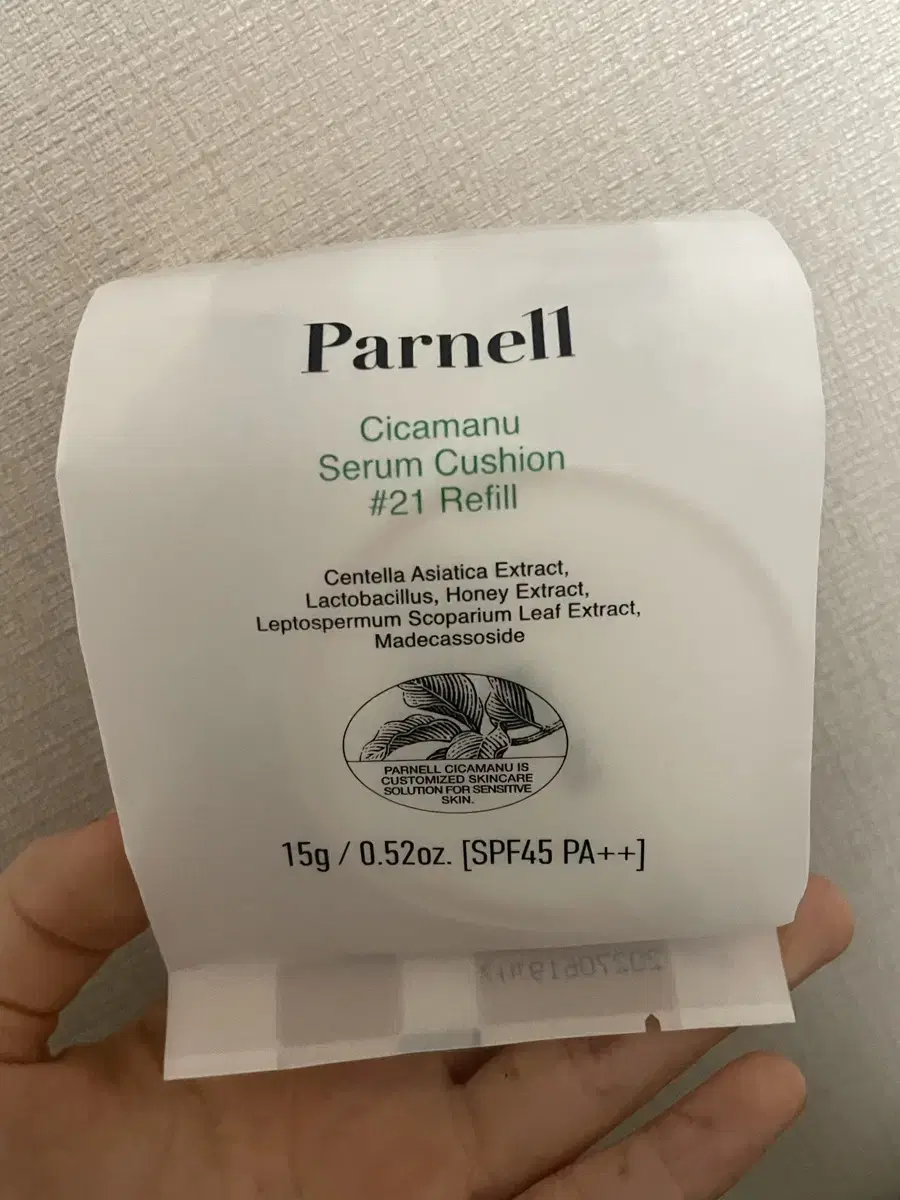 Parnell
Cicamanu
Serum Cushion
#21 Refill
Centella Asiatica Extract,
Lactobacillus, Honey Extract,
Leptospermum Scoparium Leaf Extract,
Madecassoside
PARNELL CICAMANU IS
CUSTOMIZED SKINCARE
SOLUTION FOR SENSITIVE
SKIN.
15g / 0.52oz. [SPF45 PA++]